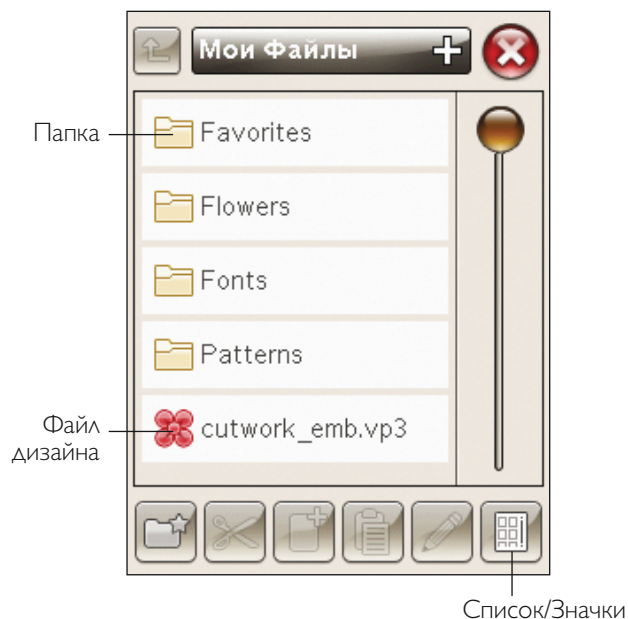 Мои Файлы
Папка
Favorites
Flowers
Fonts
Patterns
Файл
дизайна
cutwork_emb.vp3
Список/Значки